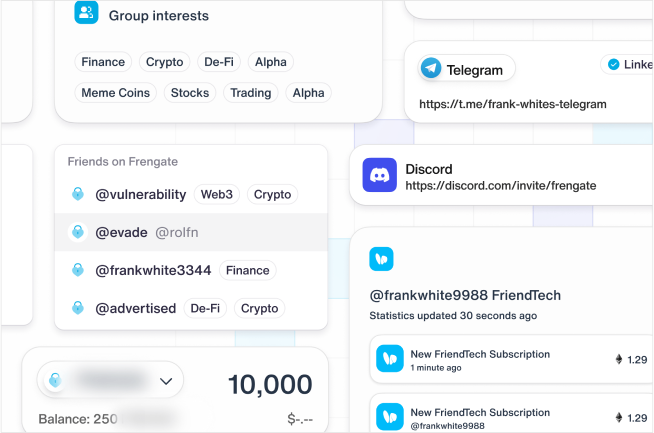 Group interests
Finance Crypto De-Fi Alpha
Meme Coins Stocks Trading Alpha
Telegram
https://t.me/frank-whites-telegram
Friends on Frengate
@vulnerability Web3 Crypto
@evade @rolfn
@frankwhite3344 Finance
@advertised De-Fi Crypto
Discord
https://discord.com/invite/frengate
@frankwhite9988 FriendTech
Statistics updated 30 seconds ago
New FriendTech Subscription
1 minute ago
1.29
New FriendTech Subscription
@frankwhite9988
1.29
10,000
Balance: 250
$-.--